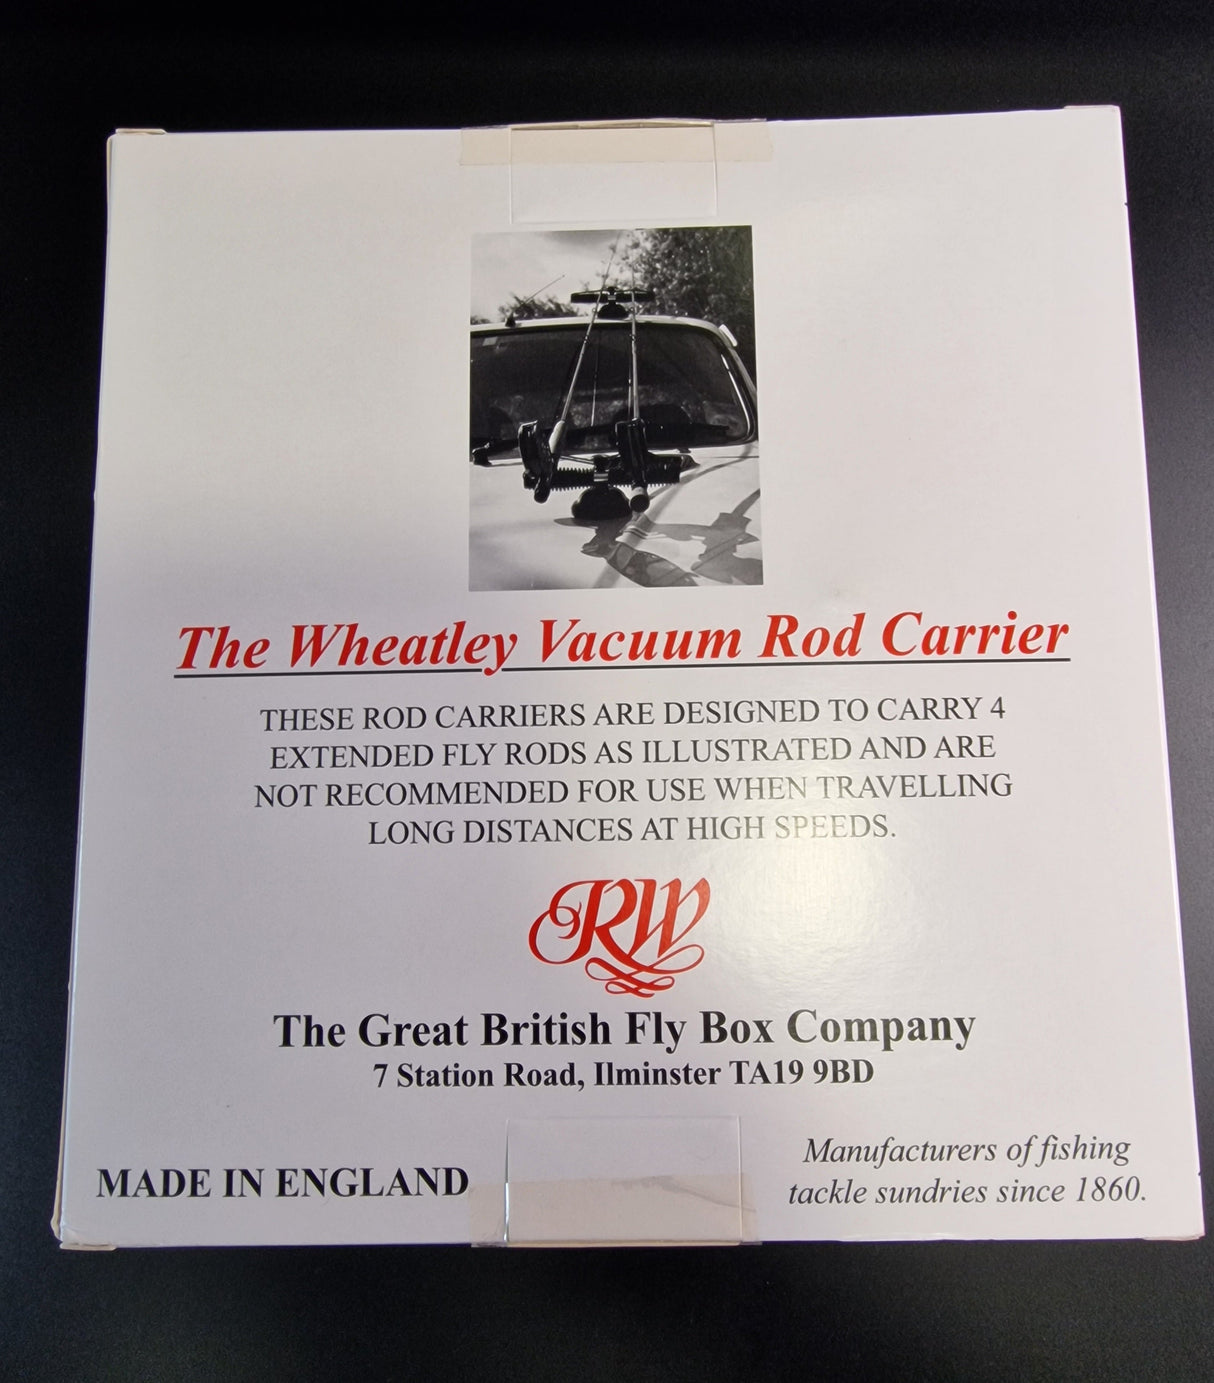 The Wheatley Vacuum Rod Carrier
THESE ROD CARRIERS ARE DESIGNED TO CARRY 4
EXTENDED FLY RODS AS ILLUSTRATED AND ARE
NOT RECOMMENDED FOR USE WHEN TRAVELLING
LONG DISTANCES AT HIGH SPEEDS.
RW
The Great British Fly Box Company
7 Station Road, Ilminster TA19 9BD
MADE IN ENGLAND
Manufacturers of fishing
tackle sundries since 1860.